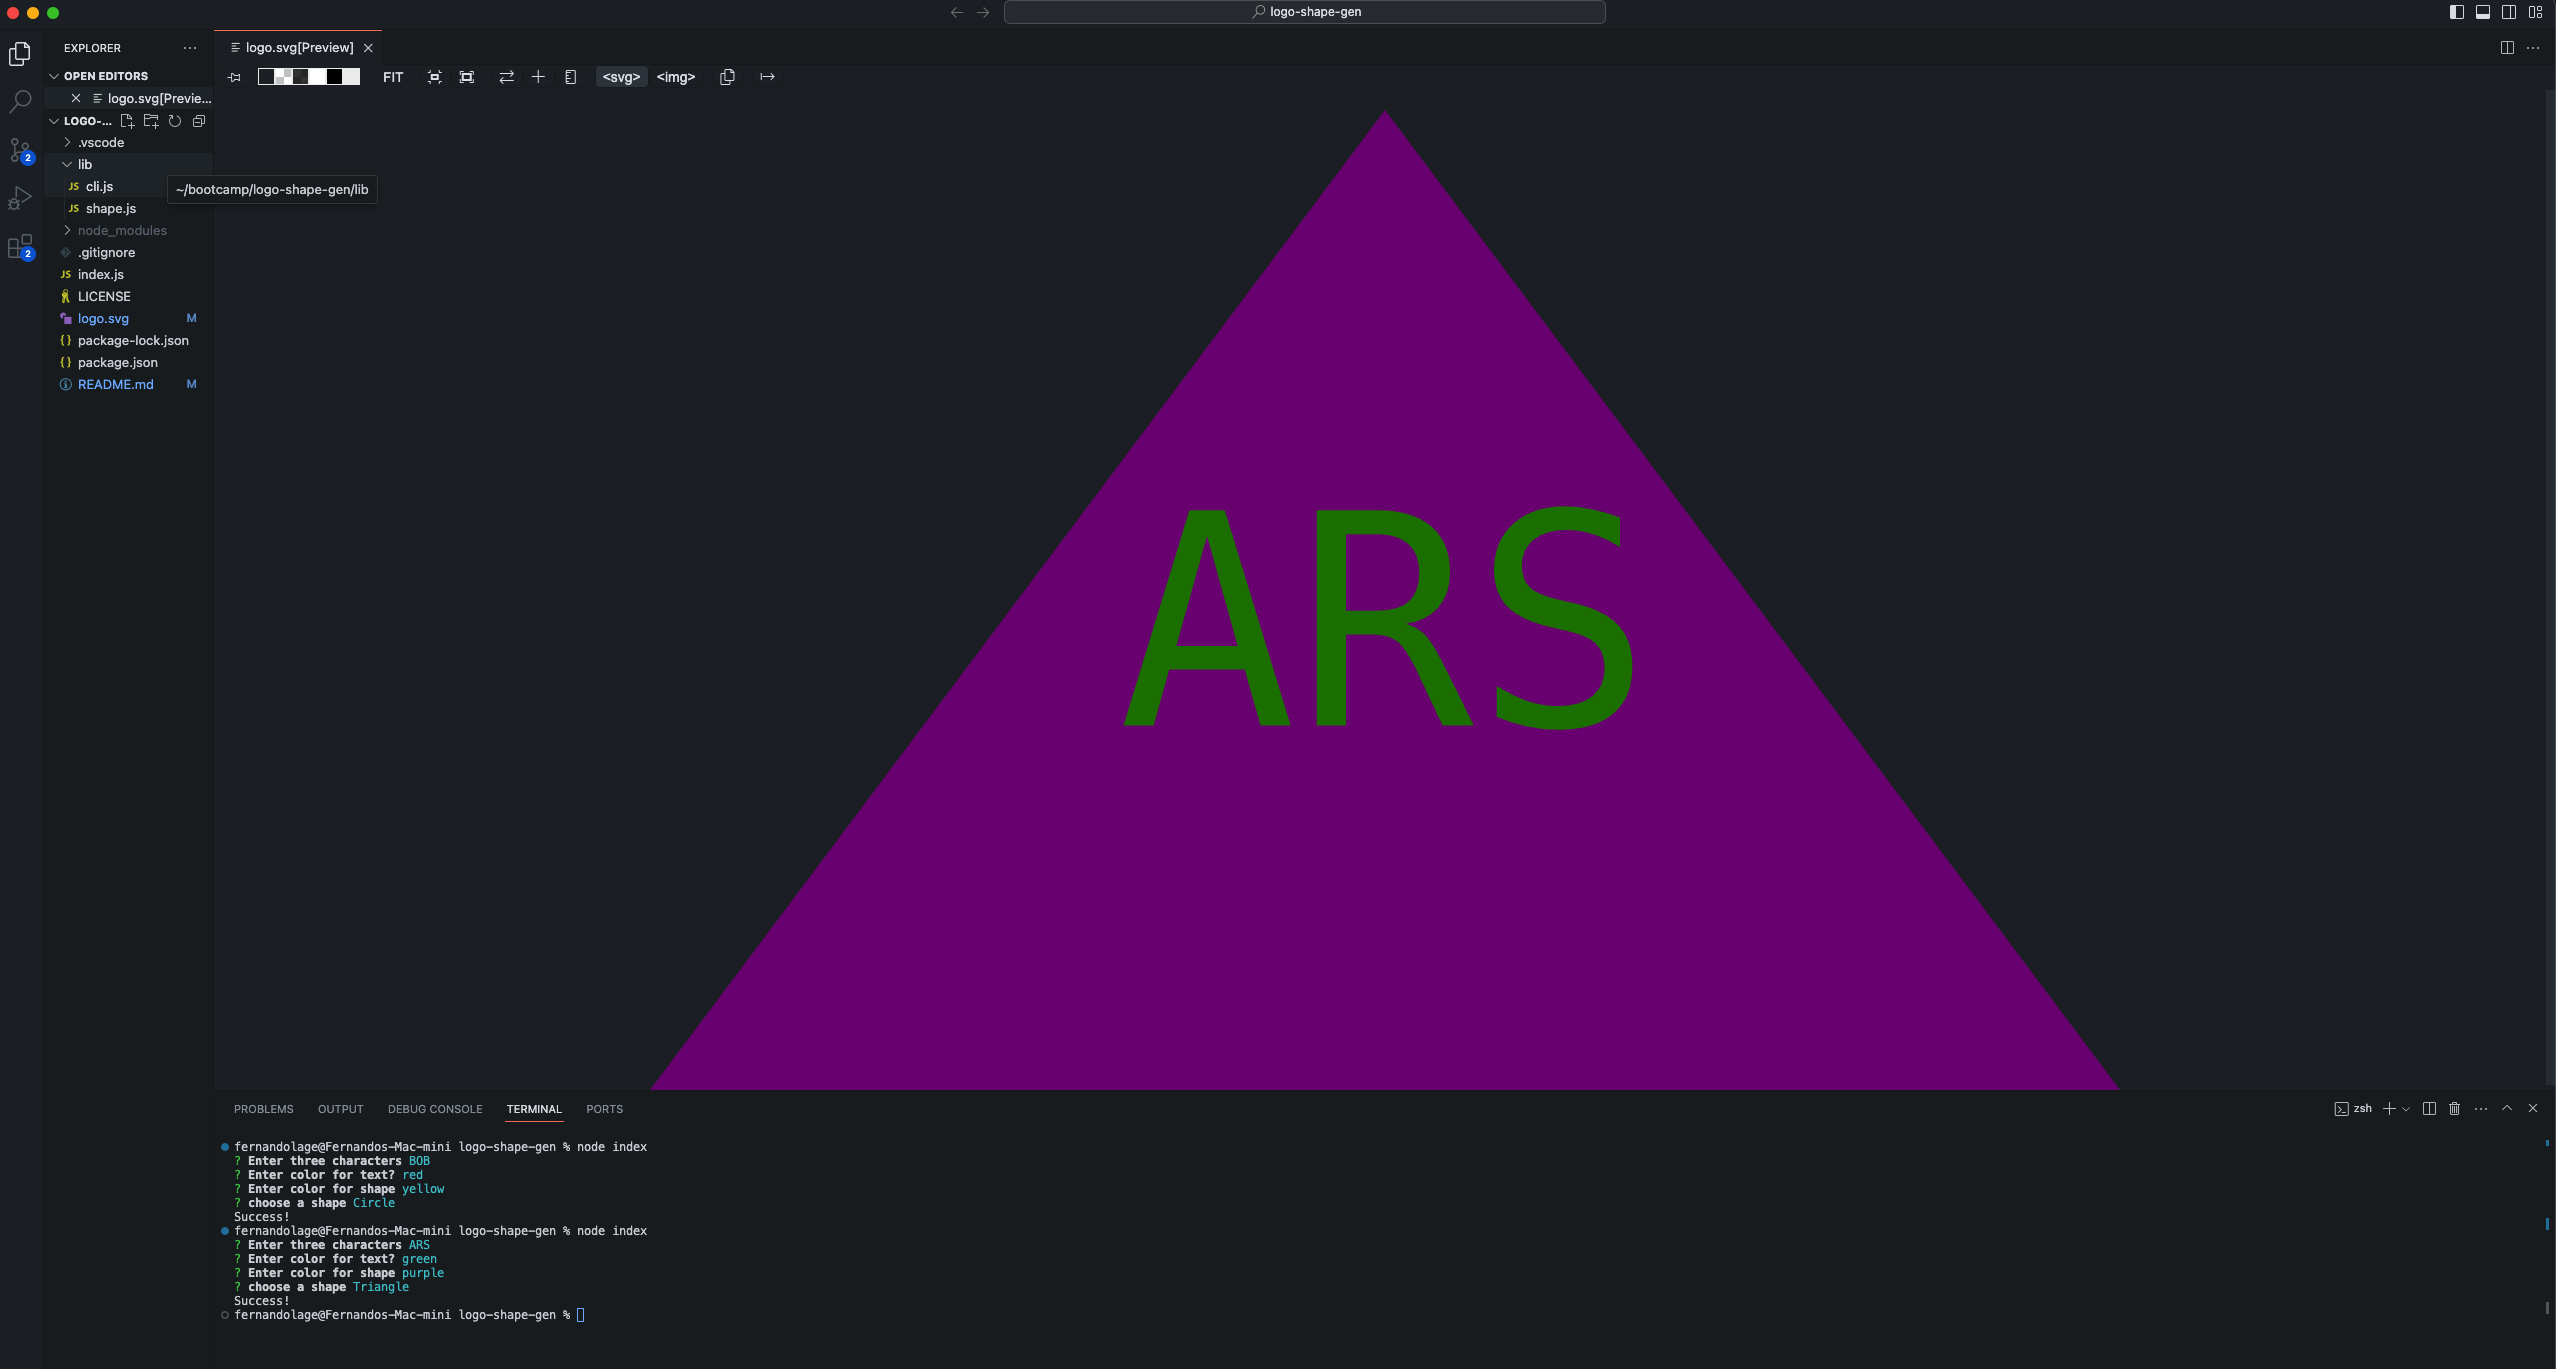 logo-shape-gen
EXPLORER
logo.svg[Preview]
OPEN EDITORS
FIT
<svg>
<img>
logo.svg[Previe...
LOGO-...
.vscode
lib
JS cli.js
~/bootcamp/logo-shape-gen/lib
JS shape.js
node_modules
.gitignore
JS index.js
LICENSE
logo.svg M
{} package-lock.json
{} package.json
README.md M
2
2
ARS
PROBLEMS OUTPUT DEBUG CONSOLE TERMINAL PORTS
zsh
fernandolage@Fernandos-Mac-mini logo-shape-gen % node index
? Enter three characters BOB
? Enter color for text? red
? Enter color for shape yellow
? choose a shape Circle
Success!
fernandolage@Fernandos-Mac-mini logo-shape-gen % node index
? Enter three characters ARS
? Enter color for text? green
? Enter color for shape purple
? choose a shape Triangle
Success!
fernandolage@Fernandos-Mac-mini logo-shape-gen %